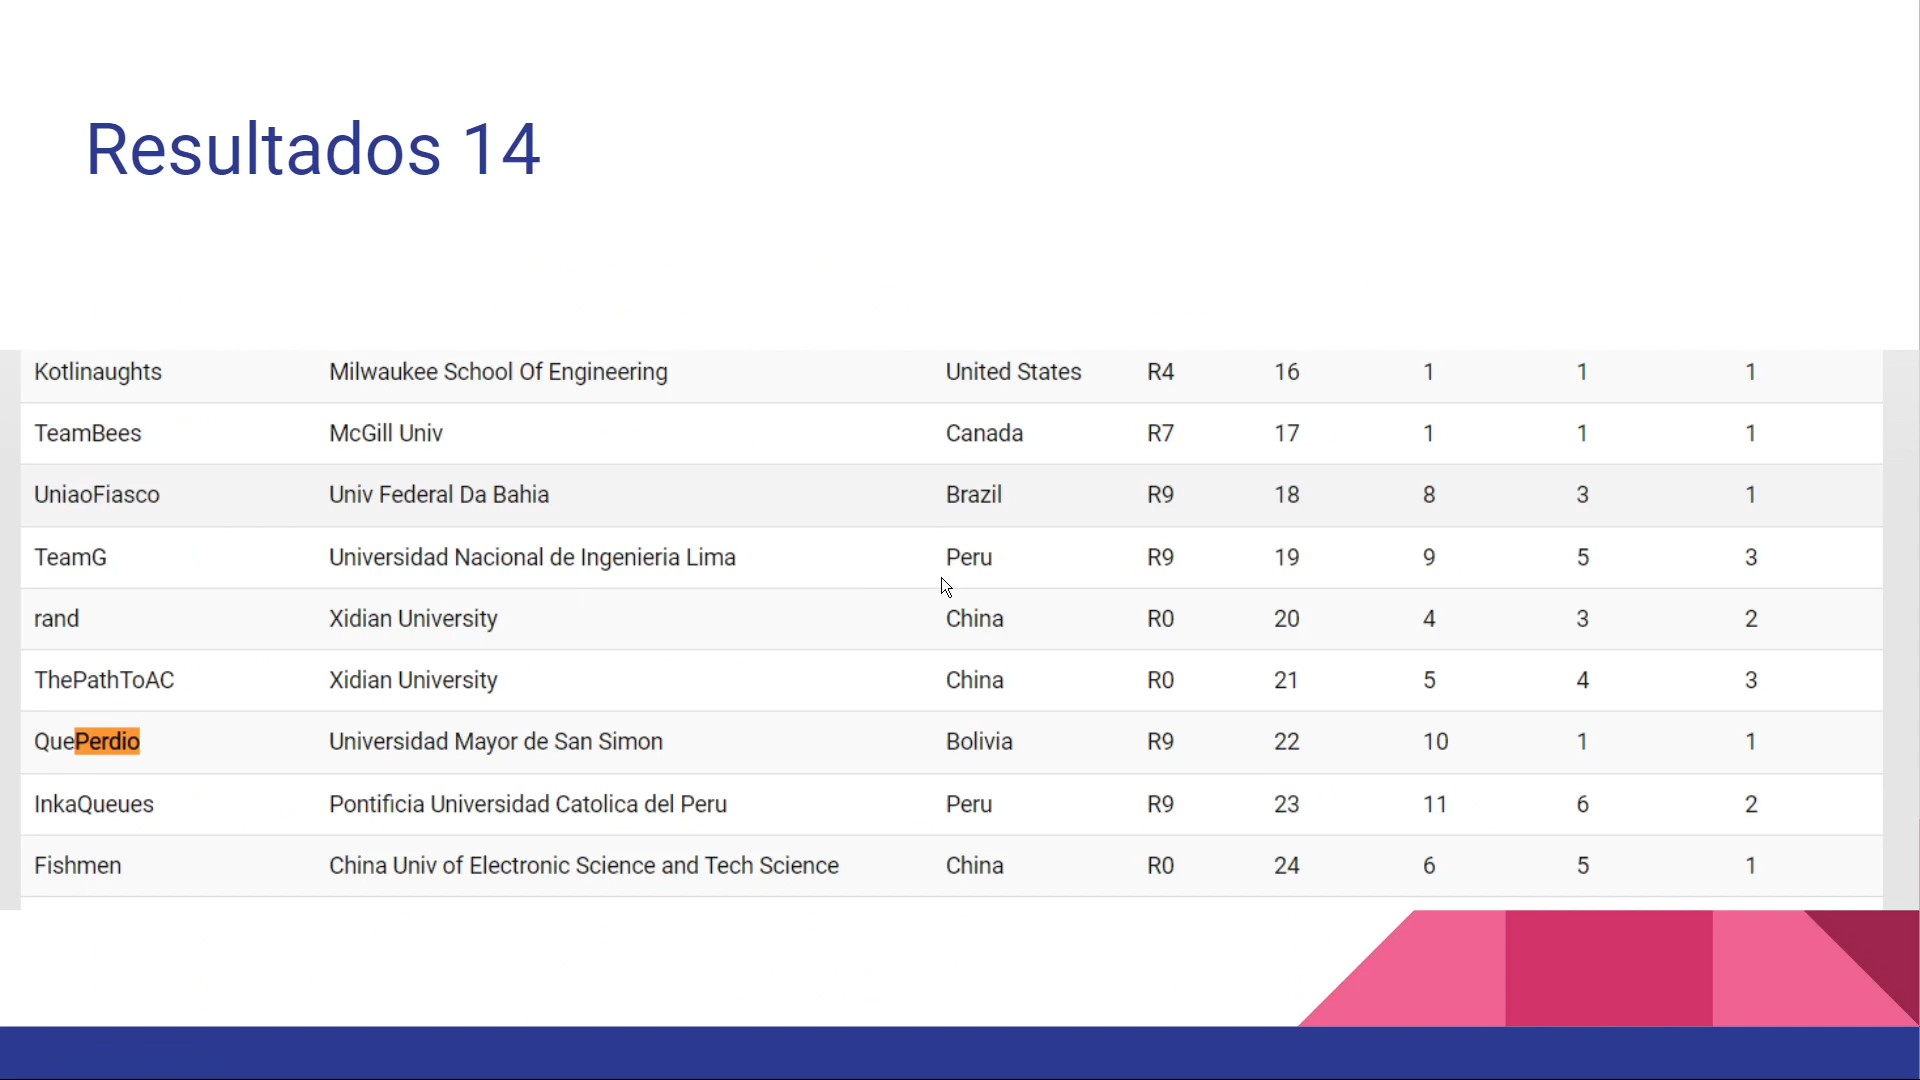 Resultados 14
Kotlinaughts Milwaukee School Of Engineering United States R4 16 1 1 1
TeamBees McGill Univ Canada R7 17 1 1 1
UniaoFiasco Univ Federal Da Bahia Brazil R9 18 8 3 1
TeamG Universidad Nacional de Ingenieria Lima Peru R9 19 9 5 3
rand Xidian University China R0 20 4 3 2
ThePathToAC Xidian University China R0 21 5 4 3
QuePerdio Universidad Mayor de San Simon Bolivia R9 22 10 1 1
InkaQueues Pontificia Universidad Catolica del Peru Peru R9 23 11 6 2
Fishmen China Univ of Electronic Science and Tech Science China R0 24 6 5 1